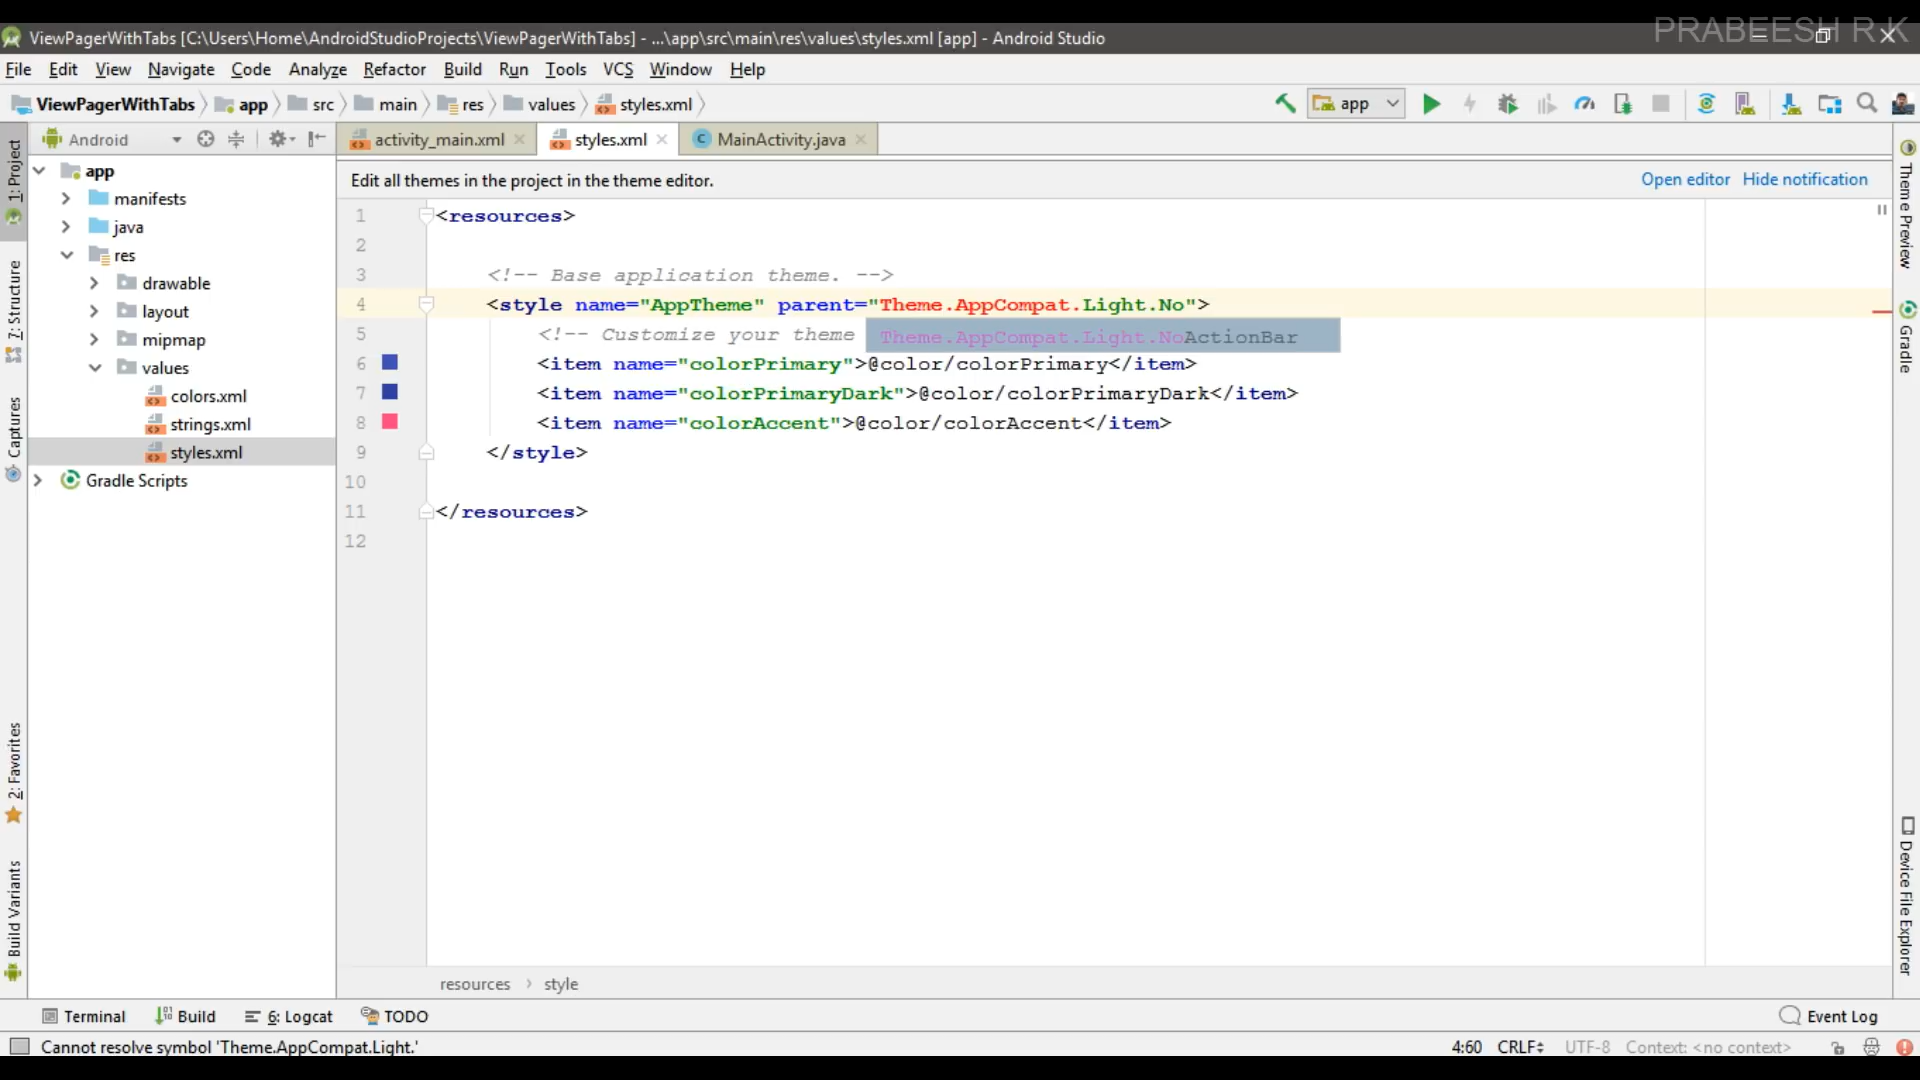 PRABEESH R K
ViewPagerWithTabs [C:\Users\Home\AndroidStudioProjects\ViewPagerWithTabs] - ...\app\src\main\res\values\styles.xml [app] - Android Studio
File Edit View Navigate Code Analyze Refactor Build Run Tools VCS Window Help
ViewPagerWithTabs app src main res values styles.xml app
Android activity_main.xml styles.xml MainActivity.java
Edit all themes in the project in the theme editor. Open editor Hide notification
1: Project
7: Structure
Captures
2: Favorites
Build Variants
app
manifests
java
res
drawable
layout
mipmap
values
colors.xml
strings.xml
styles.xml
Gradle Scripts
1 <resources>
2
3 <!-- Base application theme. -->
4 <style name="AppTheme" parent="Theme.AppCompat.Light.No">
5 <!-- Customize your theme
Theme.AppCompat.Light.NoActionBar
6 <item name="colorPrimary">@color/colorPrimary</item>
7 <item name="colorPrimaryDark">@color/colorPrimaryDark</item>
8 <item name="colorAccent">@color/colorAccent</item>
9 </style>
10
11 </resources>
12
Theme Preview
Gradle
Device File Explorer
resources › style
Terminal Build 6: Logcat TODO Event Log
Cannot resolve symbol 'Theme.AppCompat.Light.' 4:60 CRLF UTF-8 Context: <no context>